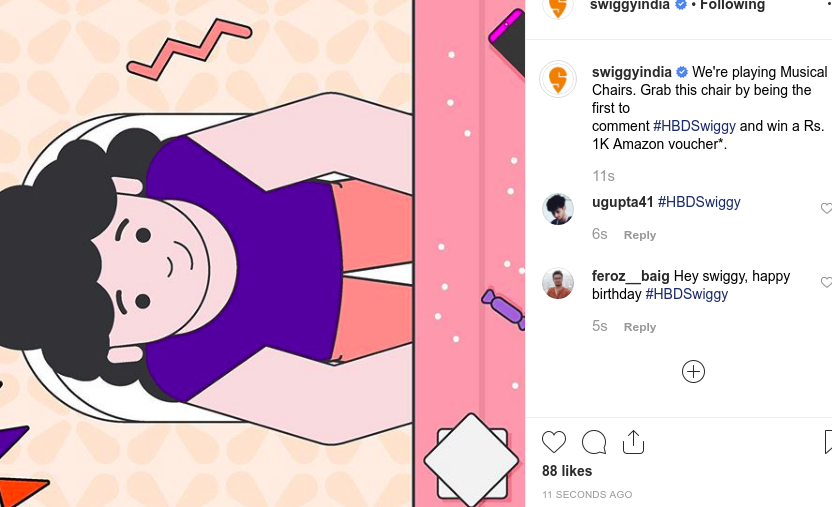 swiggyindia • Following
swiggyindia We're playing Musical
Chairs. Grab this chair by being the
first to
comment #HBDSwiggy and win a Rs.
1K Amazon voucher*.
11s
ugupta41 #HBDSwiggy
6s Reply
feroz__baig Hey swiggy, happy
birthday #HBDSwiggy
5s Reply
88 likes
11 SECONDS AGO